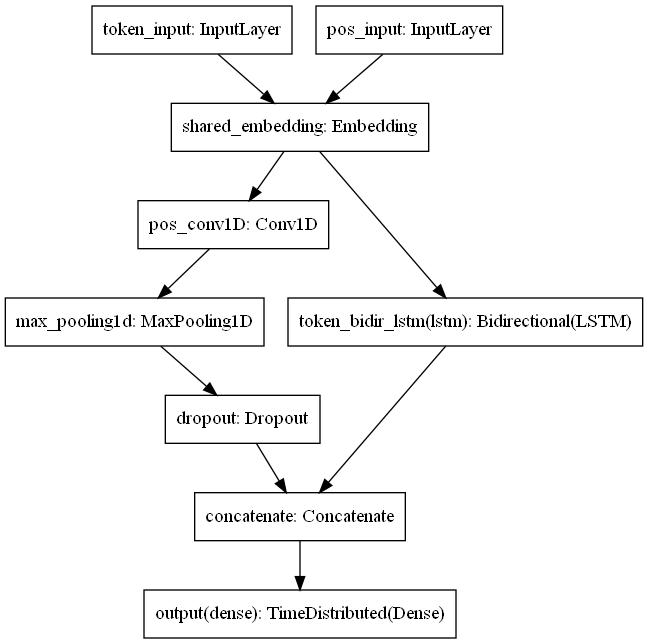 token_input: InputLayer
pos_input: InputLayer
shared_embedding: Embedding
pos_conv1D: Conv1D
max_pooling1d: MaxPooling1D
token_bidir_lstm(lstm): Bidirectional(LSTM)
dropout: Dropout
concatenate: Concatenate
output(dense): TimeDistributed(Dense)